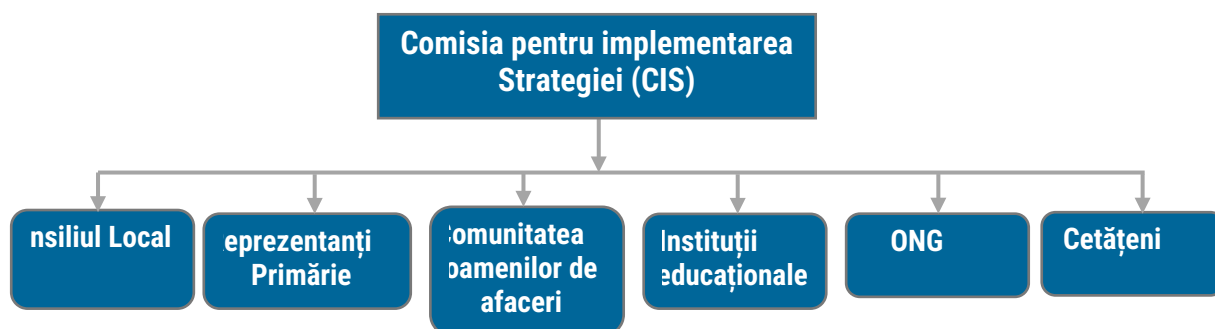 Comisia pentru implementarea
Strategiei (CIS)
nsiliul Local
eprezentanți
Primărie
omunitatea
oamenilor de
afaceri
Instituții
educaționale
ONG
Cetățeni